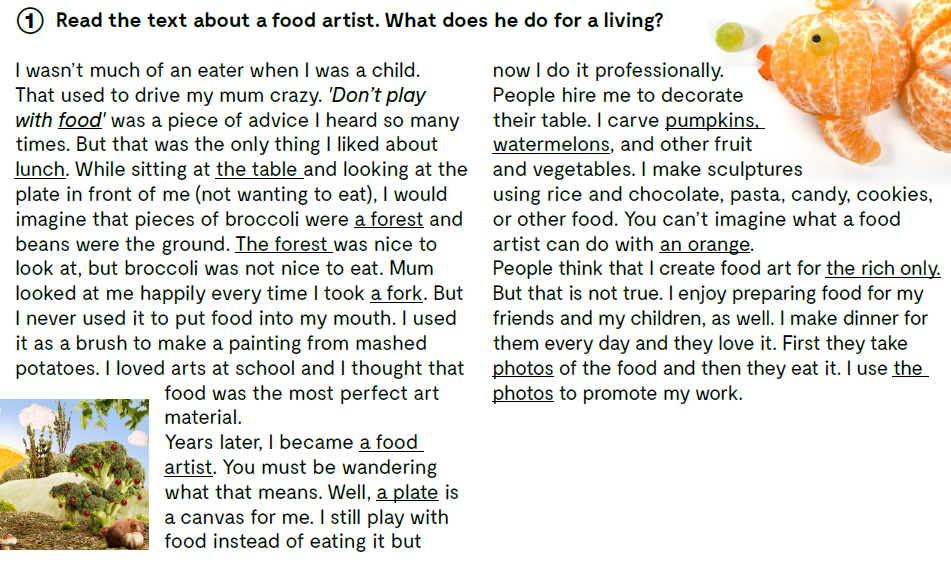 1 Read the text about a food artist. What does he do for a living?
I wasn't much of an eater when I was a child.
That used to drive my mum crazy. 'Don't play
with food' was a piece of advice I heard so many
times. But that was the only thing I liked about
lunch. While sitting at the table and looking at the
plate in front of me (not wanting to eat), I would
imagine that pieces of broccoli were a forest and
beans were the ground. The forest was nice to
look at, but broccoli was not nice to eat. Mum
looked at me happily every time I took a fork. But
I never used it to put food into my mouth. I used
it as a brush to make a painting from mashed
potatoes. I loved arts at school and I thought that
food was the most perfect art
material.
Years later, I became a food
artist. You must be wandering
what that means. Well, a plate is
a canvas for me. I still play with
food instead of eating it but
now I do it professionally.
People hire me to decorate
their table. I carve pumpkins,
watermelons, and other fruit
and vegetables. I make sculptures
using rice and chocolate, pasta, candy, cookies,
or other food. You can't imagine what a food
artist can do with an orange.
People think that I create food art for the rich only.
But that is not true. I enjoy preparing food for my
friends and my children, as well. I make dinner for
them every day and they love it. First they take
photos of the food and then they eat it. I use the
photos to promote my work.